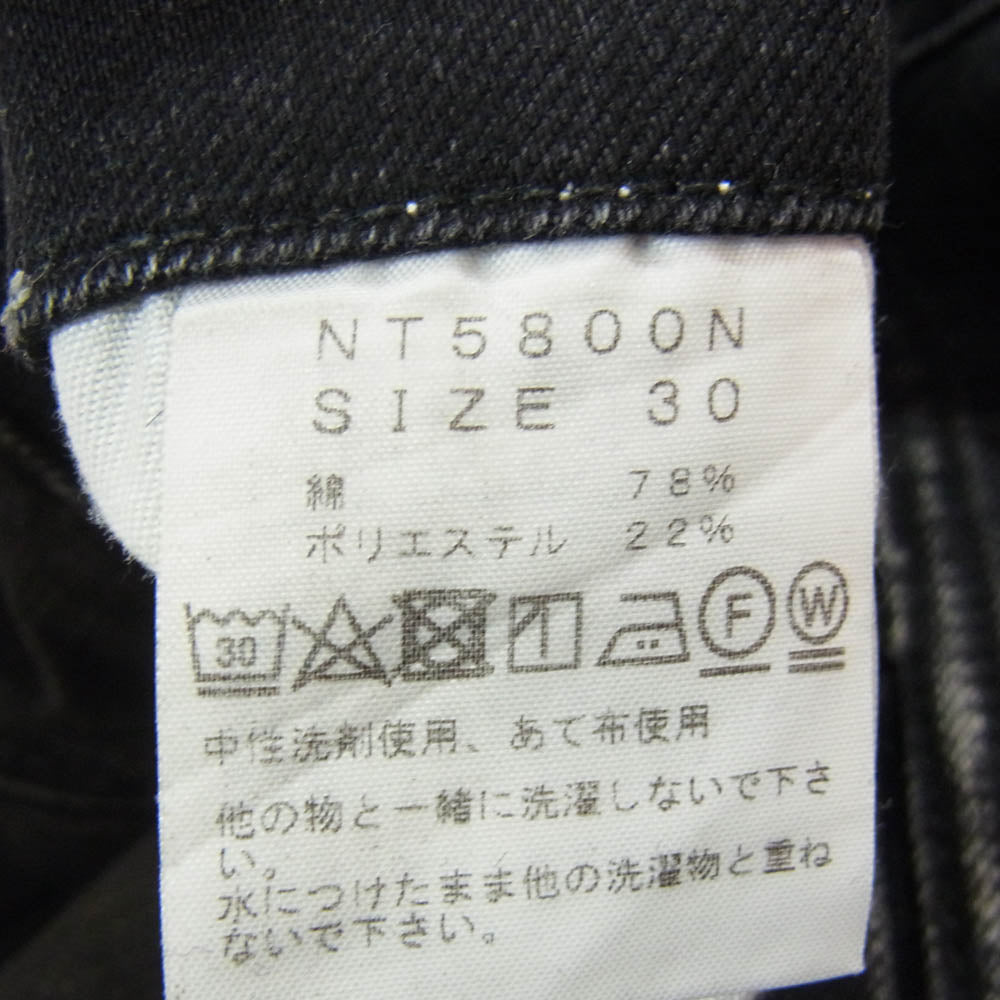 NT5800N
SIZE 30
綿 78%
ポリエステル 22%
30 F W
中性洗剤使用、あて布使用
他の物と一緒に洗濯しないで下さ
い。
水につけたまま他の洗濯物と重ね
ないで下さい。